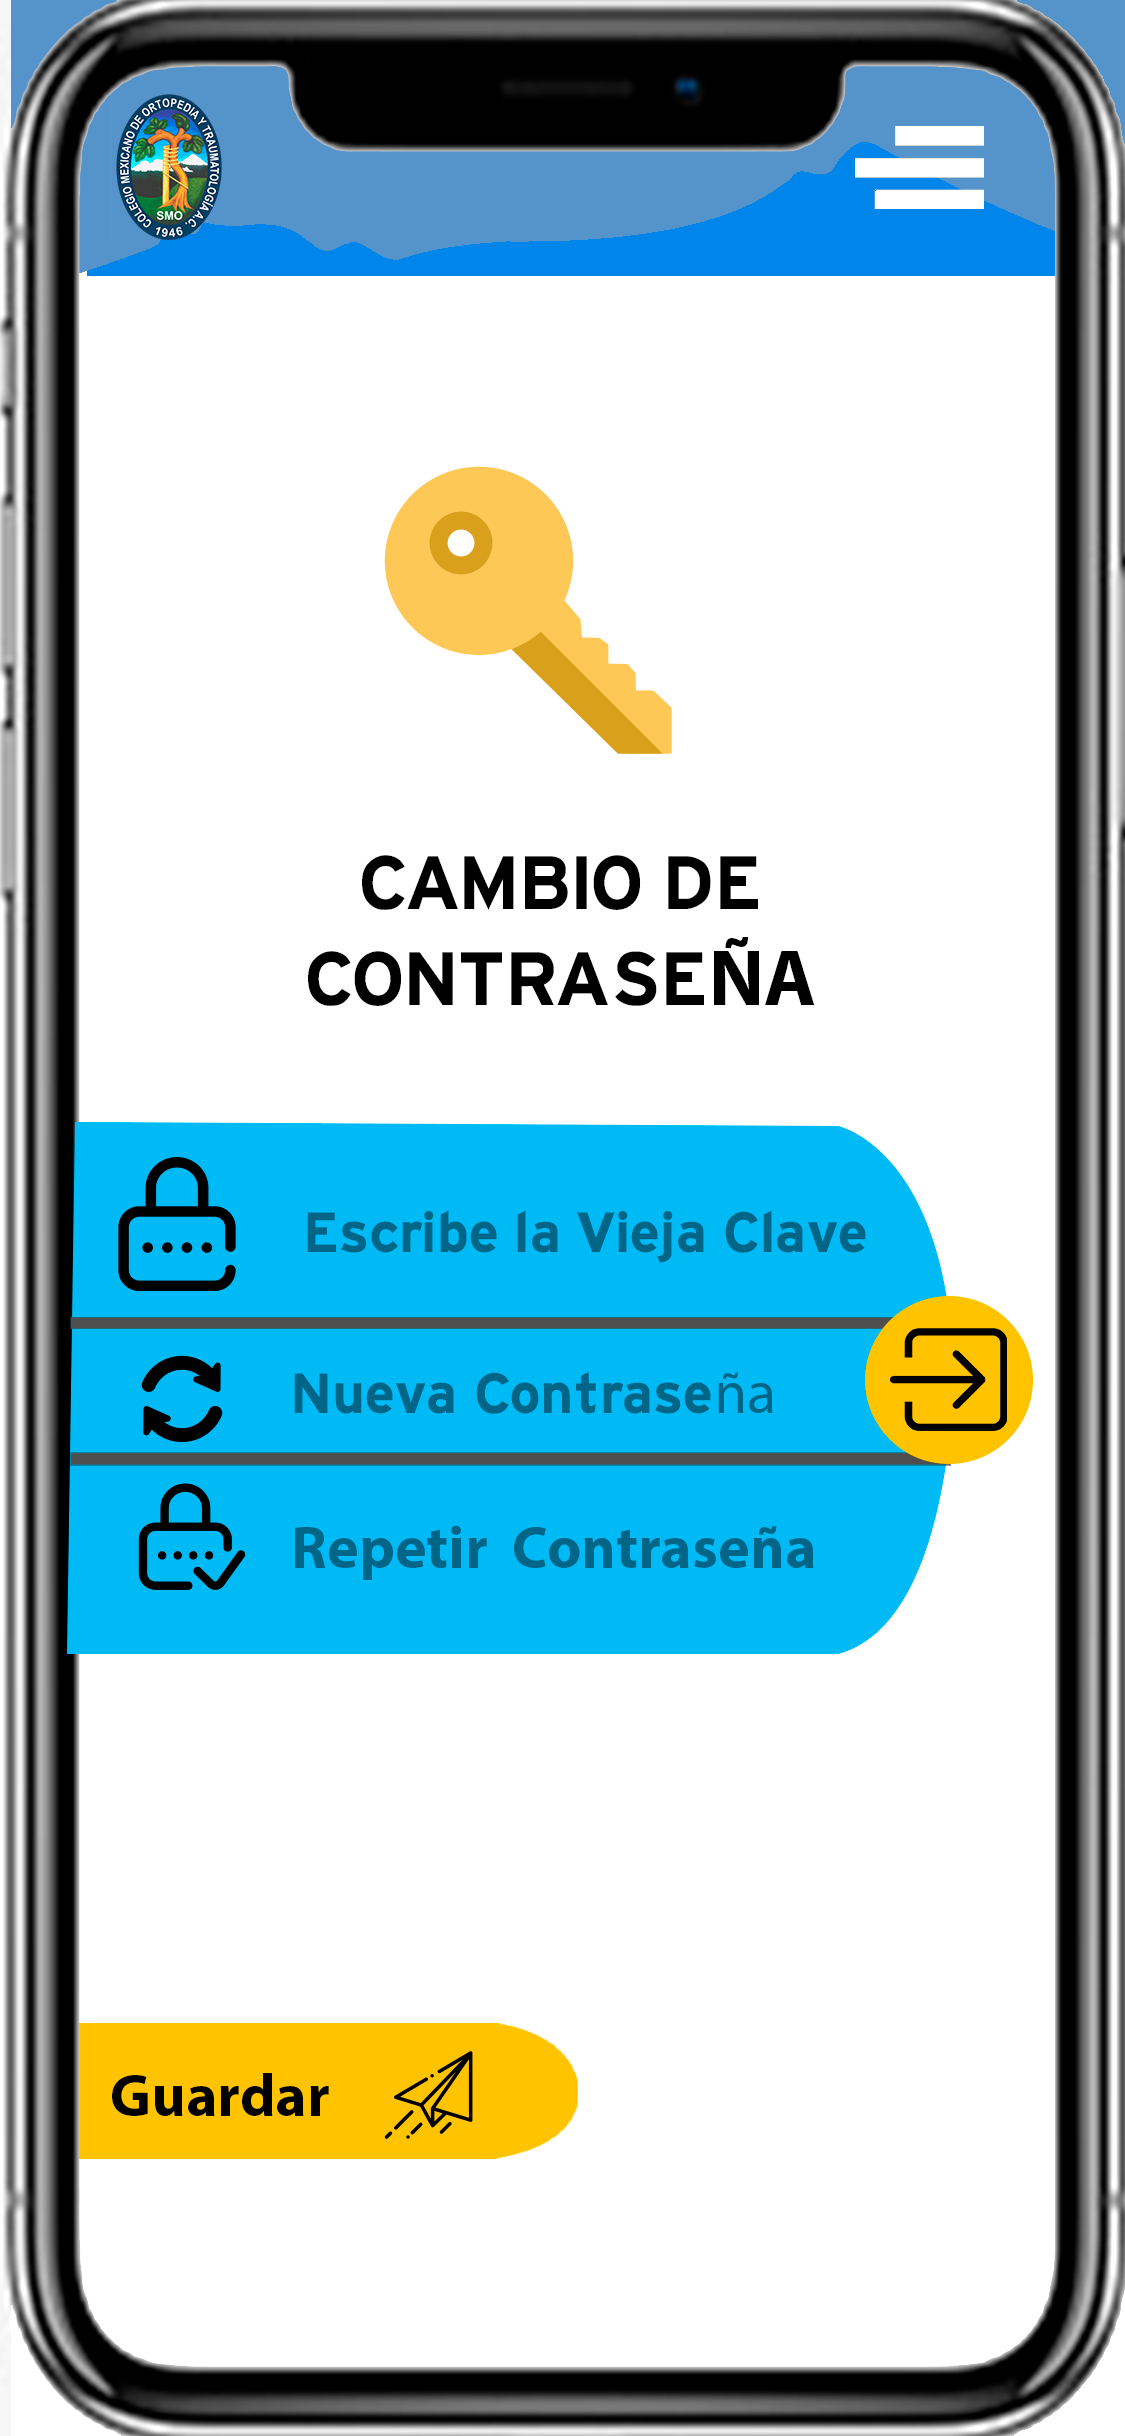 COLEGIO MEXICANO DE ORTOPEDIA Y TRAUMATOLOGIA A.C.
SMO
1946
CAMBIO DE
CONTRASEÑA
Escribe la Vieja Clave
Nueva Contraseña
Repetir Contraseña
Guardar